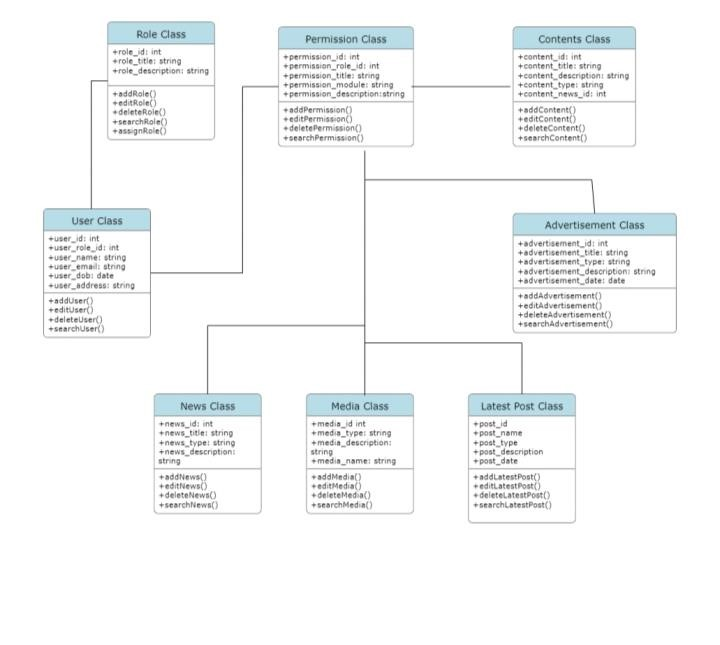 Role Class
+role_id: int
+role_title: string
+role_description: string
+addRole()
+editRole()
+deleteRole()
+searchRole()
+assignRole()
Permission Class
+permission_id: int
+permission_role_id: int
+permission_title: string
+permission_module: string
+permission_description:string
+addPermission()
+editPermission()
+deletePermission()
+searchPermission()
Contents Class
+content_id: int
+content_title: string
+content_description: string
+content_type: string
+content_news_id: int
+addContent()
+editContent()
+deleteContent()
+searchContent()
User Class
+user_id: int
+user_role_id: int
+user_name: string
+user_email: string
+user_dob: date
+user_address: string
+addUser()
+editUser()
+deleteUser()
+searchUser()
Advertisement Class
+advertisement_id: int
+advertisement_title: string
+advertisement_type: string
+advertisement_description: string
+advertisement_date: date
+addAdvertisement()
+editAdvertisement()
+deleteAdvertisement()
+searchAdvertisement()
News Class
+news_id: int
+news_title: string
+news_type: string
+news_description:
string
+addNews()
+editNews()
+deleteNews()
+searchNews()
Media Class
+media_id int
+media_type: string
+media_description:
string
+media_name: string
+addMedia()
+editMedia()
+deleteMedia()
+searchMedia()
Latest Post Class
+post_id
+post_name
+post_type
+post_description
+post_date
+addLatestPost()
+editLatestPost()
+deleteLatestPost()
+searchLatestPost()